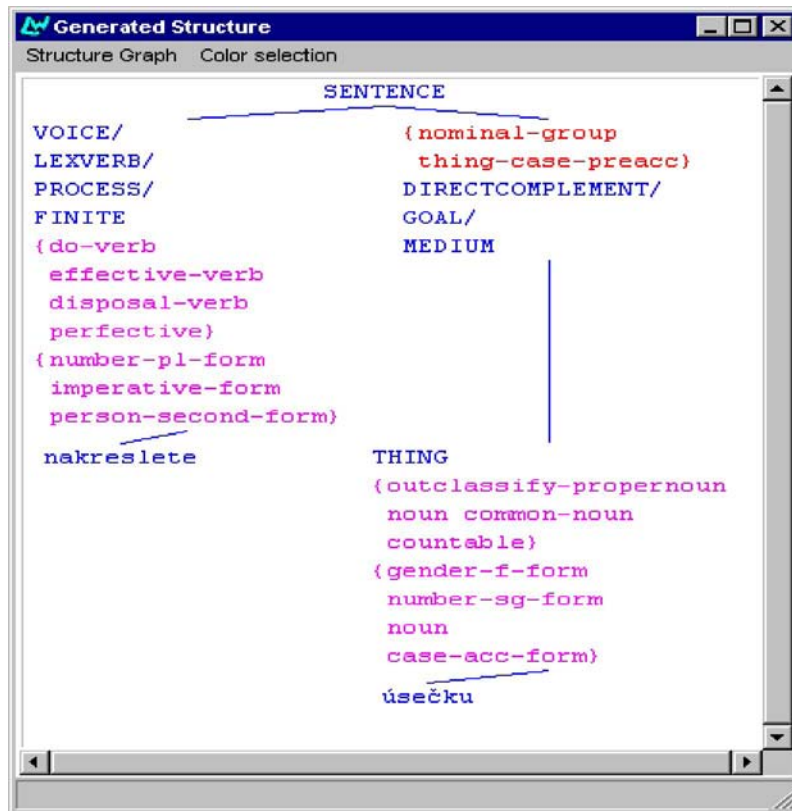 Generated Structure
Structure Graph Color selection
SENTENCE
VOICE/
LEXVERB/
PROCESS/
FINITE
{do-verb
effective-verb
disposal-verb
perfective}
{number-pl-form
imperative-form
person-second-form}
nakreslete
{nominal-group
thing-case-preacc}
DIRECTCOMPLEMENT/
GOAL/
MEDIUM
THING
{outclassify-propernoun
noun common-noun
countable}
{gender-f-form
number-sg-form
noun
case-acc-form}
úsečku